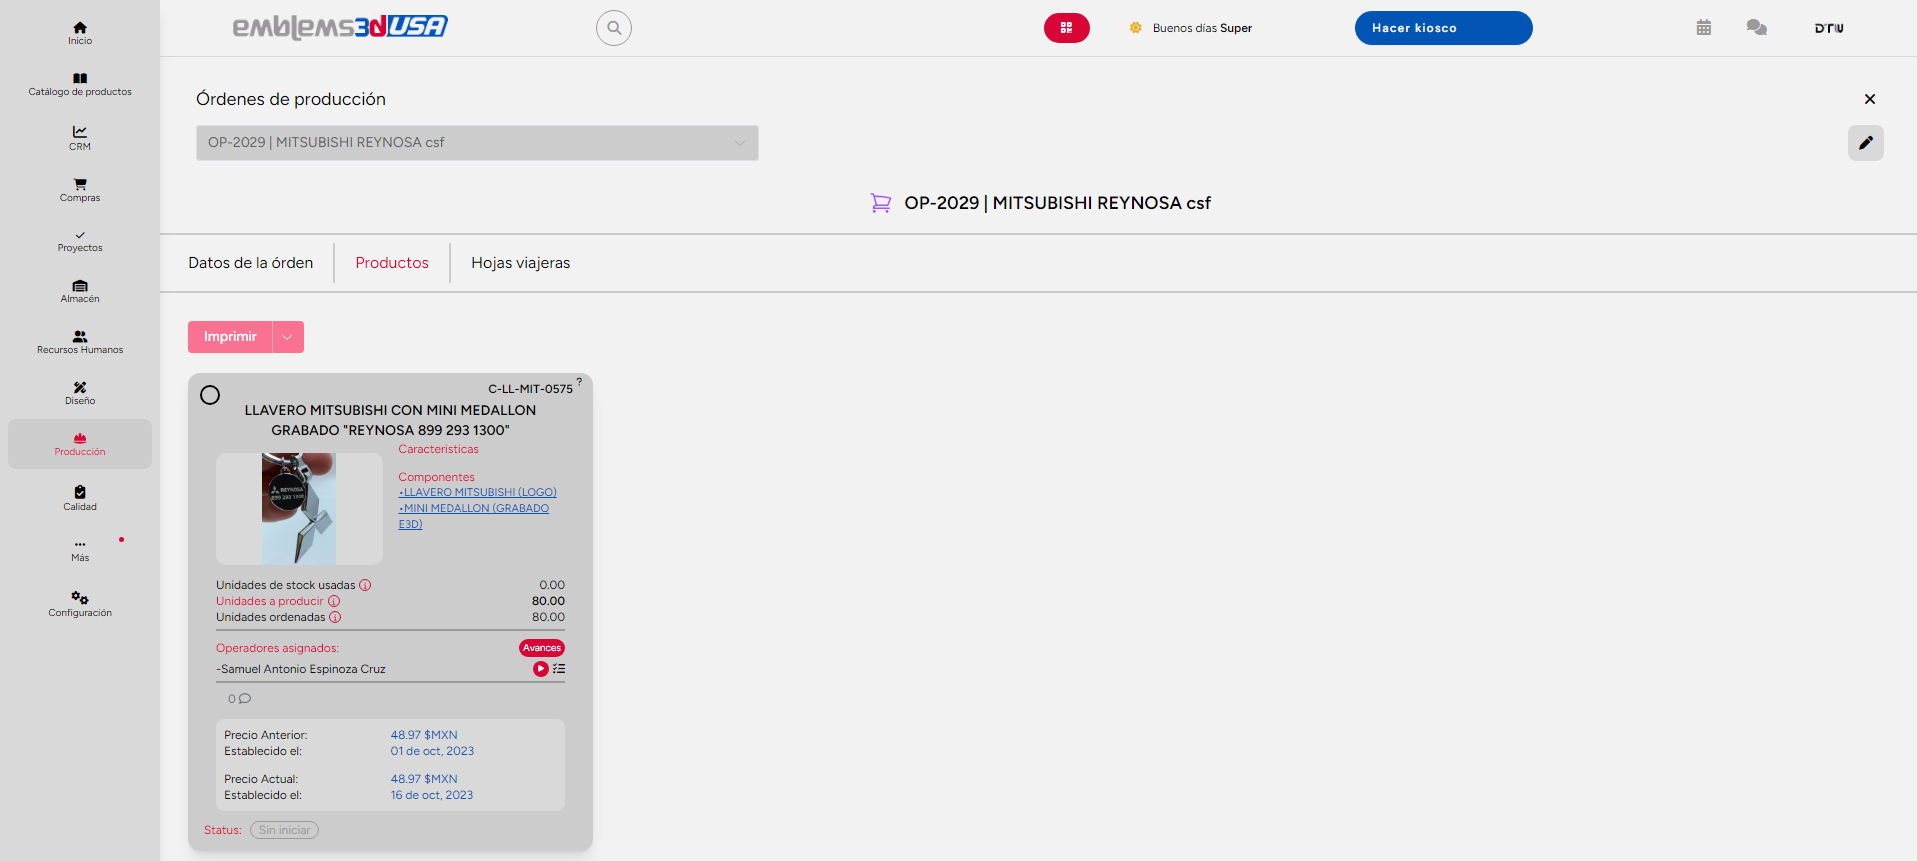 Inicio
Catálogo de productos
CRM
Compras
Proyectos
Almacén
Recursos Humanos
Diseño
Producción
Calidad
Más
Configuración
emblems3dUSA
Buenos días Super
Hacer kiosco
DTW
Órdenes de producción
OP-2029 | MITSUBISHI REYNOSA csf
OP-2029 | MITSUBISHI REYNOSA csf
Datos de la órden
Productos
Hojas viajeras
Imprimir
C-LL-MIT-0575 ?
LLAVERO MITSUBISHI CON MINI MEDALLON
GRABADO "REYNOSA 899 293 1300"
REYNOSA
899 293 1300
Caracteristicas
Componentes
•LLAVERO MITSUBISHI (LOGO)
•MINI MEDALLON (GRABADO
E3D)
Unidades de stock usadas 0.00
Unidades a producir 80.00
Unidades ordenadas 80.00
Operadores asignados: Avances
-Samuel Antonio Espinoza Cruz
0
Precio Anterior: 48.97 $MXN
Establecido el: 01 de oct, 2023
Precio Actual: 48.97 $MXN
Establecido el: 16 de oct, 2023
Status: Sin iniciar